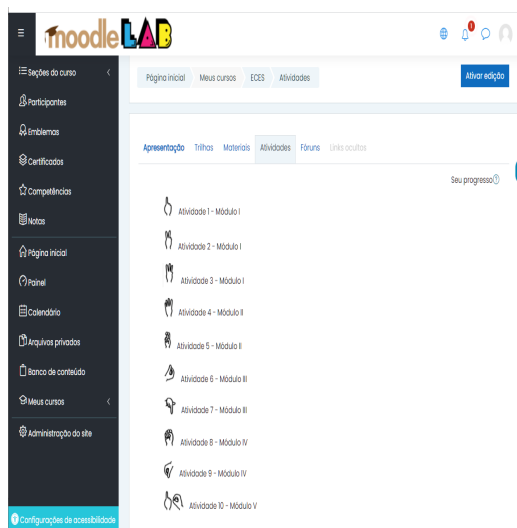 moodle LAB
1
Seções do curso
Participantes
Emblemas
Certificados
Competências
Notas
Página inicial
Painel
Calendário
Arquivos privados
Banco de conteúdo
Meus cursos
Administração do site
Configurações de acessibilidade
Página inicial Meus cursos ECES Atividades
Ativar edição
Apresentação Trilhas Materiais Atividades Fóruns Links ocultos
Seu progresso
Atividade 1 - Módulo I
Atividade 2 - Módulo I
Atividade 3 - Módulo I
Atividade 4 - Módulo II
Atividade 5 - Módulo II
Atividade 6 - Módulo III
Atividade 7 - Módulo III
Atividade 8 - Módulo IV
Atividade 9 - Módulo IV
Atividade 10 - Módulo V